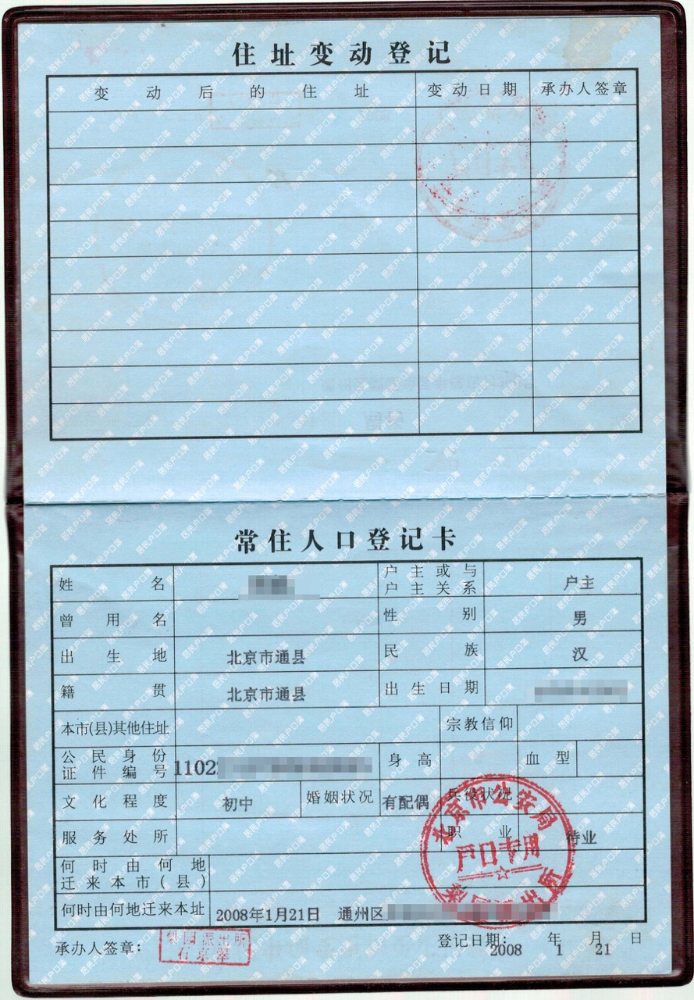 住址变动登记
变动后的住址 变动日期 承办人签章
常住人口登记卡
姓名 户主或与户主关系 户主
曾用名 性别 男
出生地 北京市通县 民族 汉
籍贯 北京市通县 出生日期
本市(县)其他住址 宗教信仰
公民身份证件编号 1102 身高 血型
文化程度 初中 婚姻状况 有配偶 兵役状况
服务处所 职业 待业
何时由何地迁来本市(县)
何时由何地迁来本址 2008年1月21日 通州区
北京市公安局
户口专用
派出所
承办人签章： 登记日期： 2008 年 1 月 21 日
派出所
石京翠